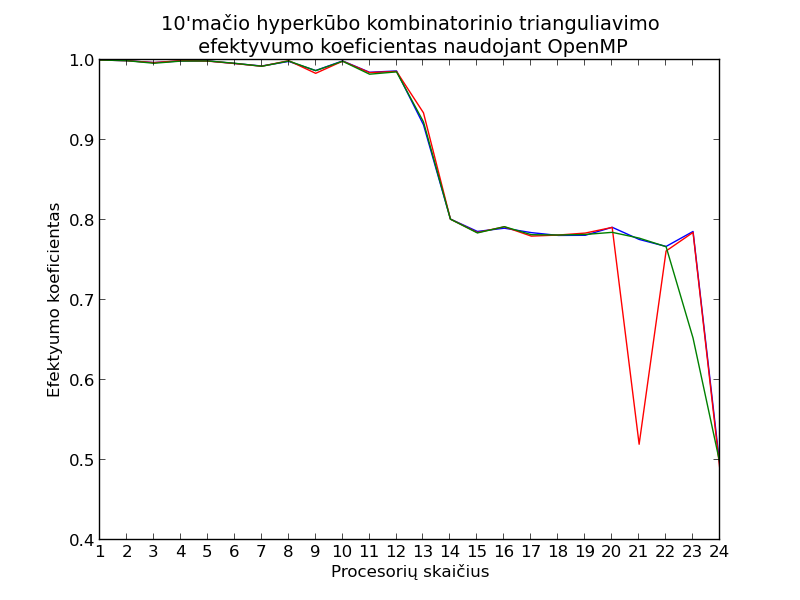 10'mačio hyperkūbo kombinatorinio trianguliavimo
efektyvumo koeficientas naudojant OpenMP
1.0
0.9
0.8
0.7
0.6
0.5
0.4
Efektyumo koeficientas
1 2 3 4 5 6 7 8 9 10 11 12 13 14 15 16 17 18 19 20 21 22 23 24
Procesorių skaičius